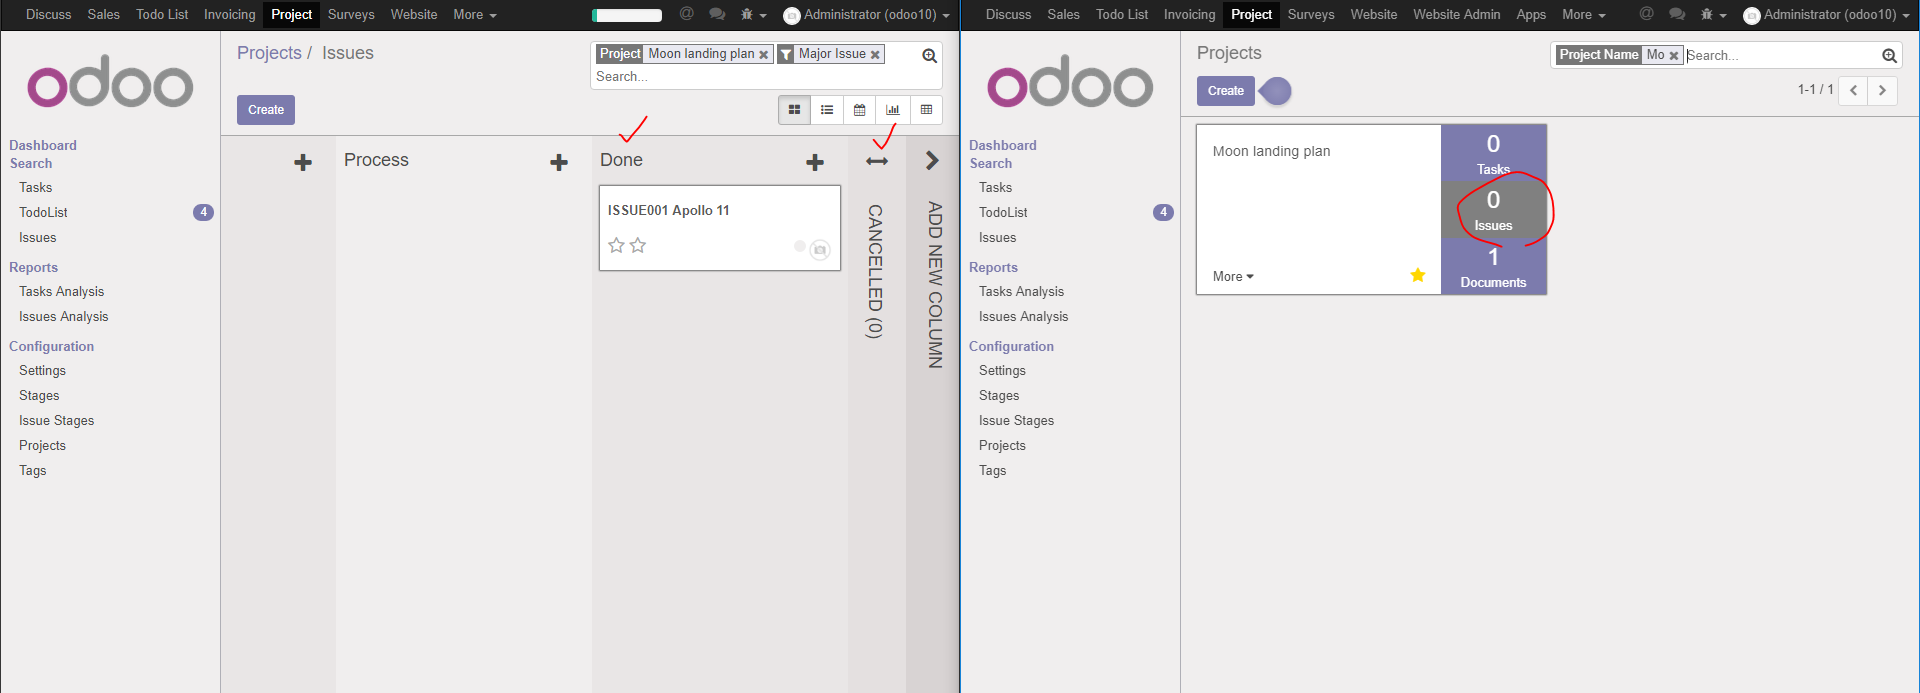 Discuss Sales Todo List Invoicing Project Surveys Website More Administrator (odoo10)
odoo
Projects / Issues
Project Moon landing plan Major Issue
Search...
Create
Dashboard
Search
Tasks
TodoList 4
Issues
Reports
Tasks Analysis
Issues Analysis
Configuration
Settings
Stages
Issue Stages
Projects
Tags
Process
Done
ISSUE001 Apollo 11
CANCELLED (0)
ADD NEW COLUMN
Discuss Sales Todo List Invoicing Project Surveys Website Website Admin Apps More Administrator (odoo10)
odoo
Projects
Project Name Mo Search...
Create
1-1 / 1
Dashboard
Search
Tasks
TodoList 4
Issues
Reports
Tasks Analysis
Issues Analysis
Configuration
Settings
Stages
Issue Stages
Projects
Tags
Moon landing plan
More
0
Tasks
0
Issues
1
Documents